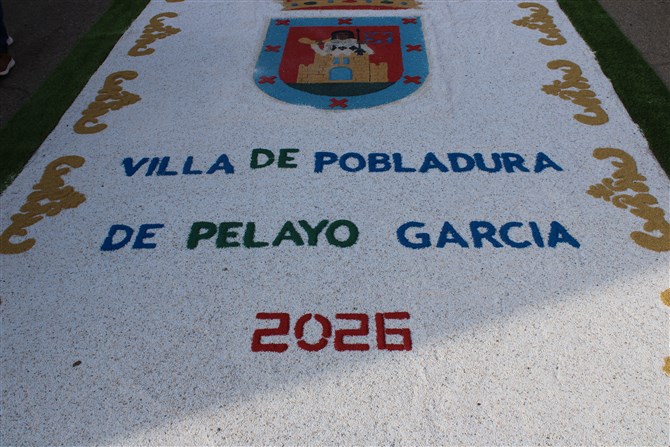 VILLA DE POBLADURA
DE PELAYO GARCIA
2026